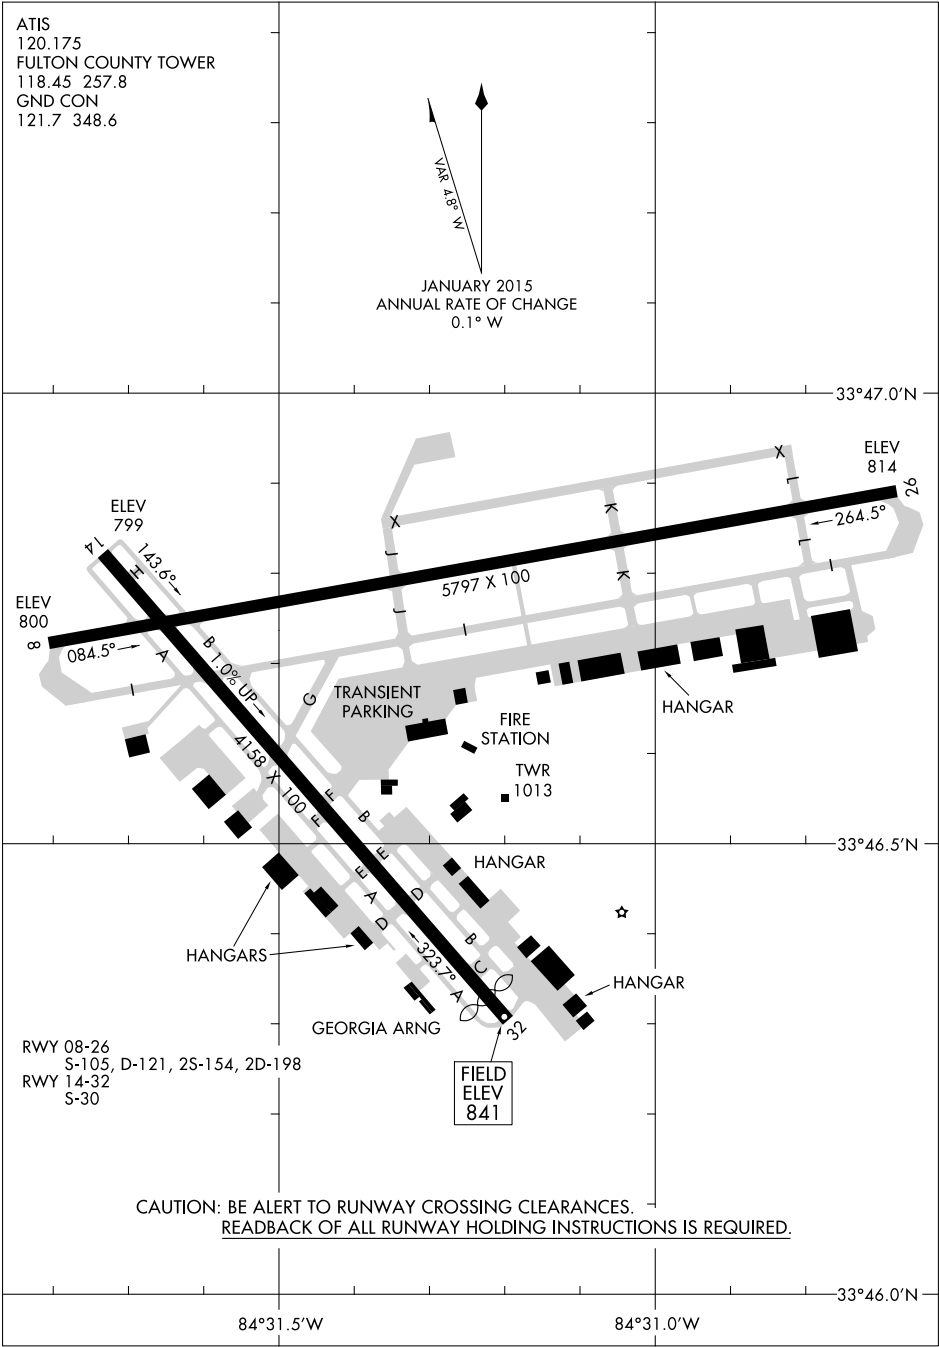 ATIS
120.175
FULTON COUNTY TOWER
118.45 257.8
GND CON
121.7 348.6
VAR 4.8° W
JANUARY 2015
ANNUAL RATE OF CHANGE
0.1° W
33°47.0'N
X
L
ELEV
814
26
ELEV
799
14
143.6°
H
X
K
264.5°
J
L
I
K
5797 X 100
ELEV
800
8
084.5°
J
I
A
B
1.0% UP
I
G
TRANSIENT
PARKING
HANGAR
FIRE
STATION
4158 X 100
TWR
1013
F
F
B
33°46.5'N
E
E
HANGAR
A
D
D
B
HANGARS
323.7°
C
A
HANGAR
GEORGIA ARNG
32
RWY 08-26
S-105, D-121, 2S-154, 2D-198
RWY 14-32
S-30
FIELD
ELEV
841
CAUTION: BE ALERT TO RUNWAY CROSSING CLEARANCES.
READBACK OF ALL RUNWAY HOLDING INSTRUCTIONS IS REQUIRED.
33°46.0'N
84°31.5'W
84°31.0'W